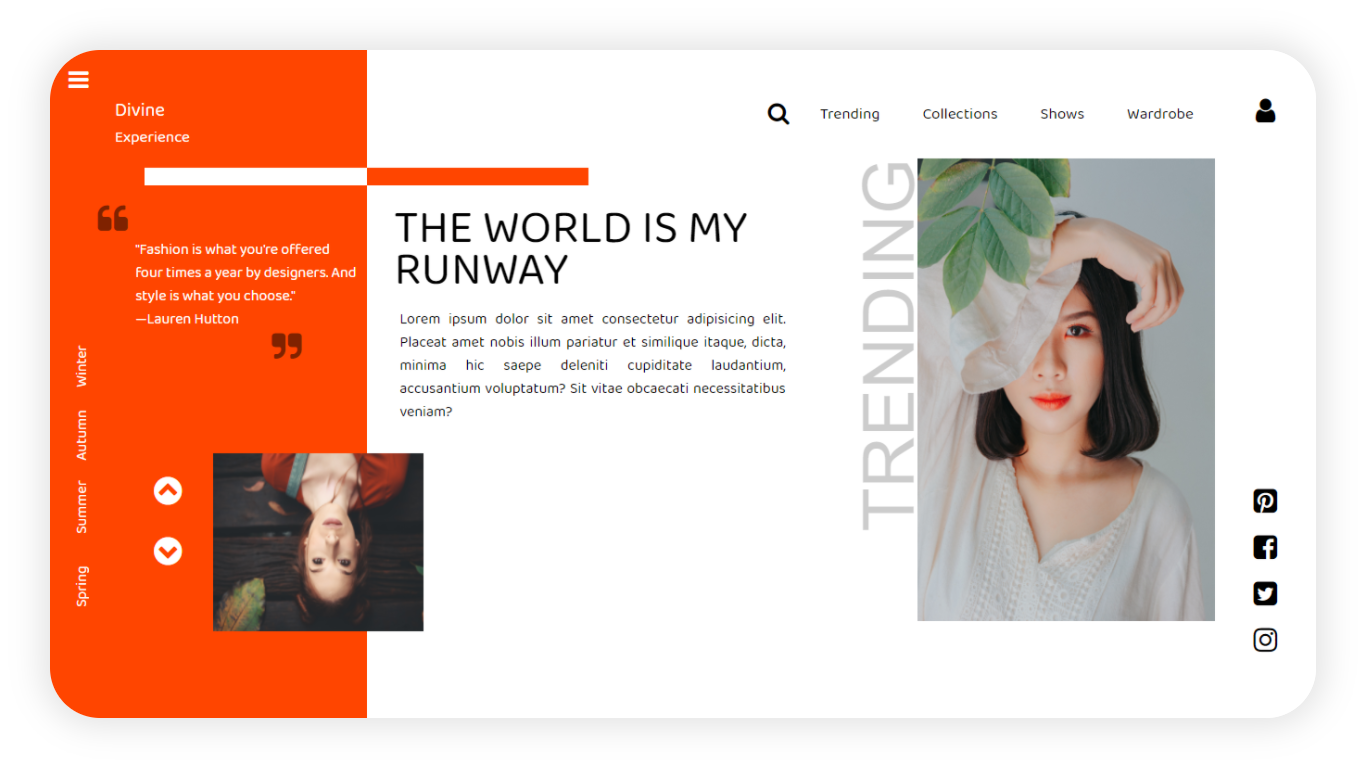 Divine
Experience
Trending
Collections
Shows
Wardrobe
"Fashion is what you're offered
four times a year by designers. And
style is what you choose."
—Lauren Hutton
Winter
Autumn
Summer
Spring
THE WORLD IS MY
RUNWAY
Lorem ipsum dolor sit amet consectetur adipisicing elit.
Placeat amet nobis illum pariatur et similique itaque, dicta,
minima hic saepe deleniti cupiditate laudantium,
accusantium voluptatum? Sit vitae obcaecati necessitatibus
veniam?
TRENDING